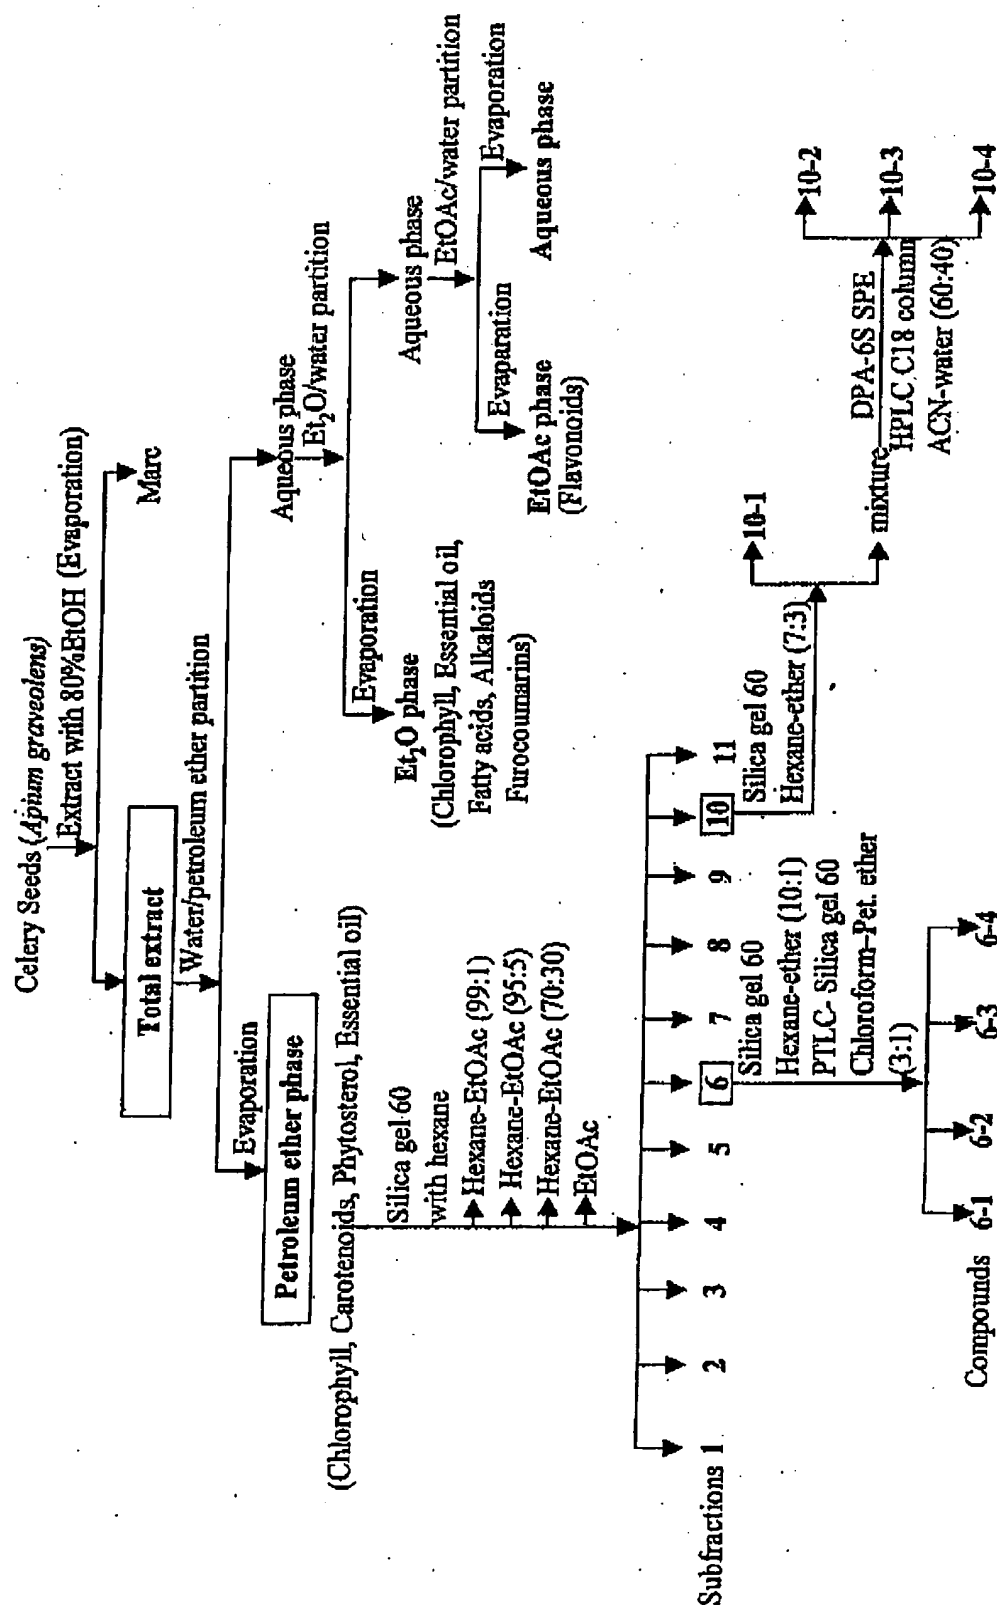 Celery Seeds (Apium graveolens)
Extract with 80%EtOH (Evaporation)
Total extract
Marc
Water/petroleum ether partition
Evaporation
Petroleum ether phase
(Chlorophyll, Carotenoids, Phytosterol, Essential oil)
Aqueous phase
Et₂O/water partition
Evaporation
Et₂O phase
(Chlorophyll, Essential oil,
Fatty acids, Alkaloids
Furocoumarins)
Aqueous phase
EtOAc/water partition
Evaparation
EtOAc phase
(Flavonoids)
Evaporation
Aqueous phase
Silica gel 60
with hexane
Hexane-EtOAc (99:1)
Hexane-EtOAc (95:5)
Hexane-EtOAc (70:30)
EtOAc
Subfractions 1 2 3 4 5 6 7 8 9 10 11
Silica gel 60
Hexane-ether (10:1)
PTLC- Silica gel 60
Chloroform-Pet. ether
(3:1)
Compounds 6-1 6-2 6-3 6-4
Silica gel 60
Hexane-ether (7:3)
10-1
mixture
DPA-6S SPE
HPLC C18 column
ACN-water (60:40)
10-2
10-3
10-4